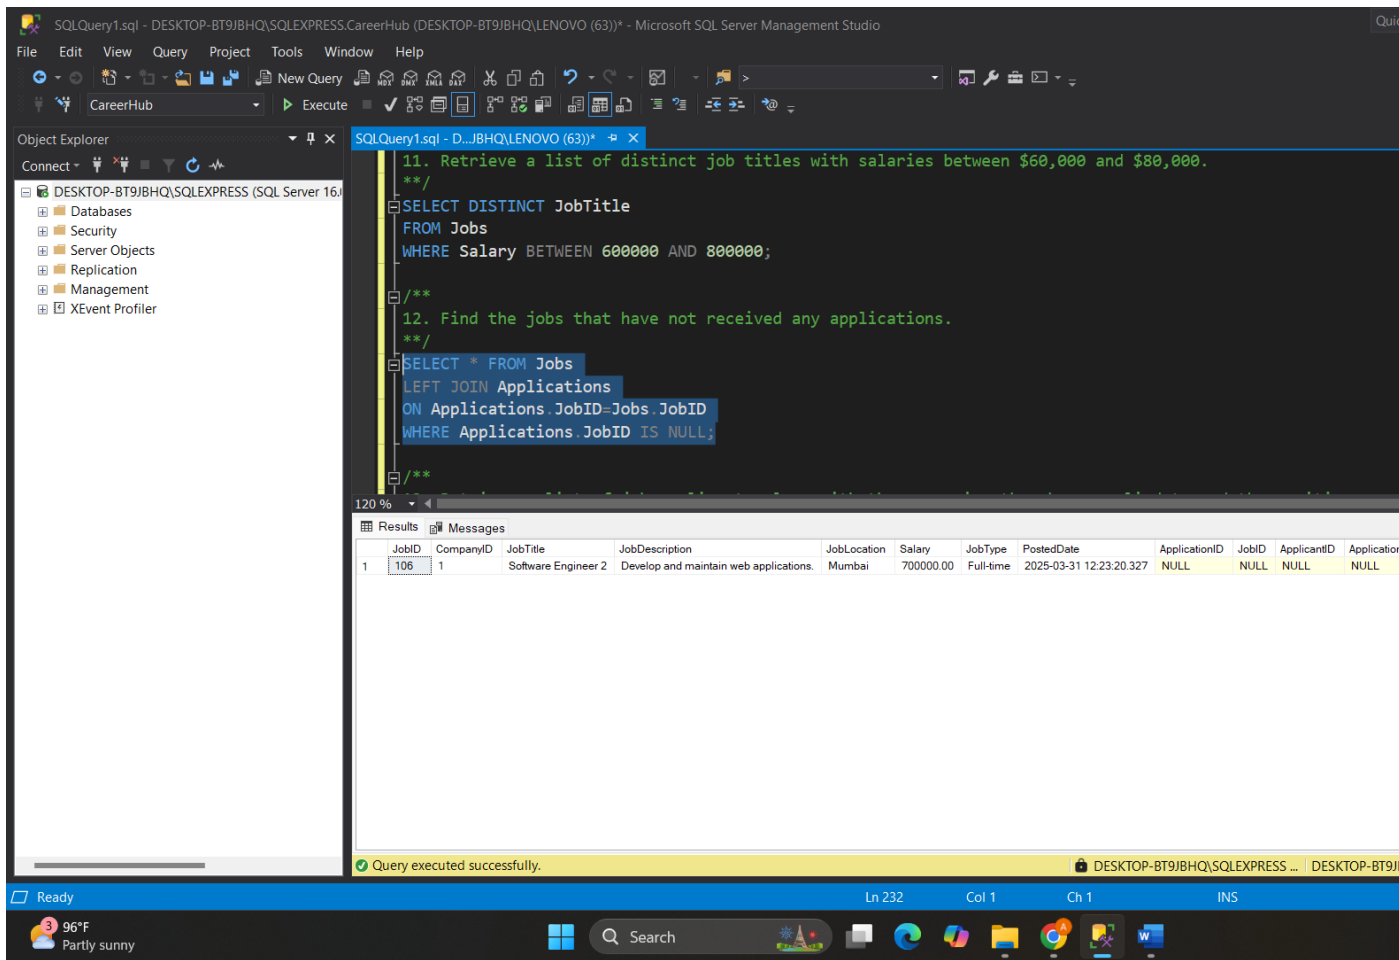 SQLQuery1.sql - DESKTOP-BT9JBHQ\SQLEXPRESS.CareerHub (DESKTOP-BT9JBHQ\LENOVO (63))* - Microsoft SQL Server Management Studio
File Edit View Query Project Tools Window Help
New Query MDX DMX XMLA DAX
CareerHub Execute
Object Explorer
SQLQuery1.sql - D...JBHQ\LENOVO (63))*
Connect
DESKTOP-BT9JBHQ\SQLEXPRESS (SQL Server 16.
Databases
Security
Server Objects
Replication
Management
XEvent Profiler
11. Retrieve a list of distinct job titles with salaries between $60,000 and $80,000.
**/
SELECT DISTINCT JobTitle
FROM Jobs
WHERE Salary BETWEEN 600000 AND 800000;
/**
12. Find the jobs that have not received any applications.
**/
SELECT * FROM Jobs
LEFT JOIN Applications
ON Applications.JobID=Jobs.JobID
WHERE Applications.JobID IS NULL;
/**
120 %
Results Messages
JobID CompanyID JobTitle JobDescription JobLocation Salary JobType PostedDate ApplicationID JobID ApplicantID Application
1 106 1 Software Engineer 2 Develop and maintain web applications. Mumbai 700000.00 Full-time 2025-03-31 12:23:20.327 NULL NULL NULL NULL
Query executed successfully. DESKTOP-BT9JBHQ\SQLEXPRESS ... DESKTOP-BT9J
Ready Ln 232 Col 1 Ch 1 INS
3 96°F
Partly sunny
Search